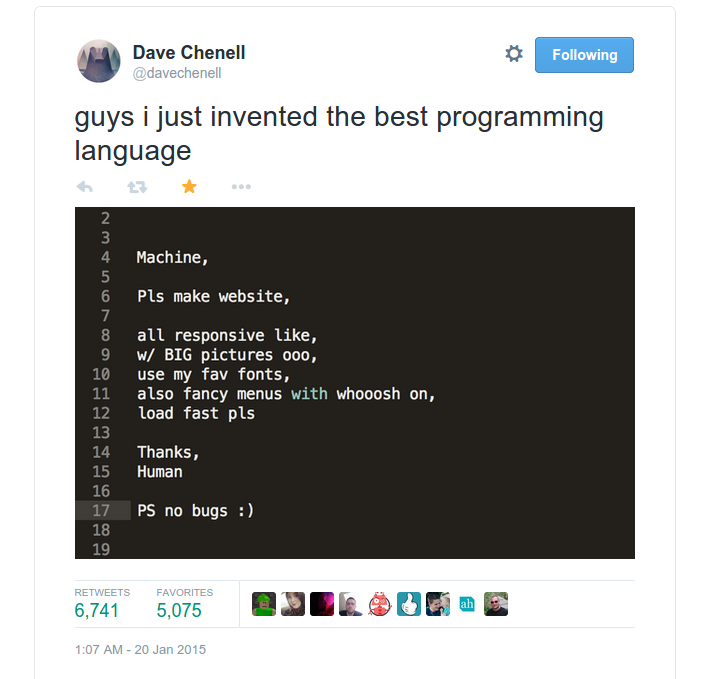 Dave Chenell
@davechenell
Following
guys i just invented the best programming
language
2
3
4 Machine,
5
6 Pls make website,
7
8 all responsive like,
9 w/ BIG pictures ooo,
10 use my fav fonts,
11 also fancy menus with whooosh on,
12 load fast pls
13
14 Thanks,
15 Human
16
17 PS no bugs :)
18
19
RETWEETS FAVORITES
6,741 5,075
ah
1:07 AM - 20 Jan 2015